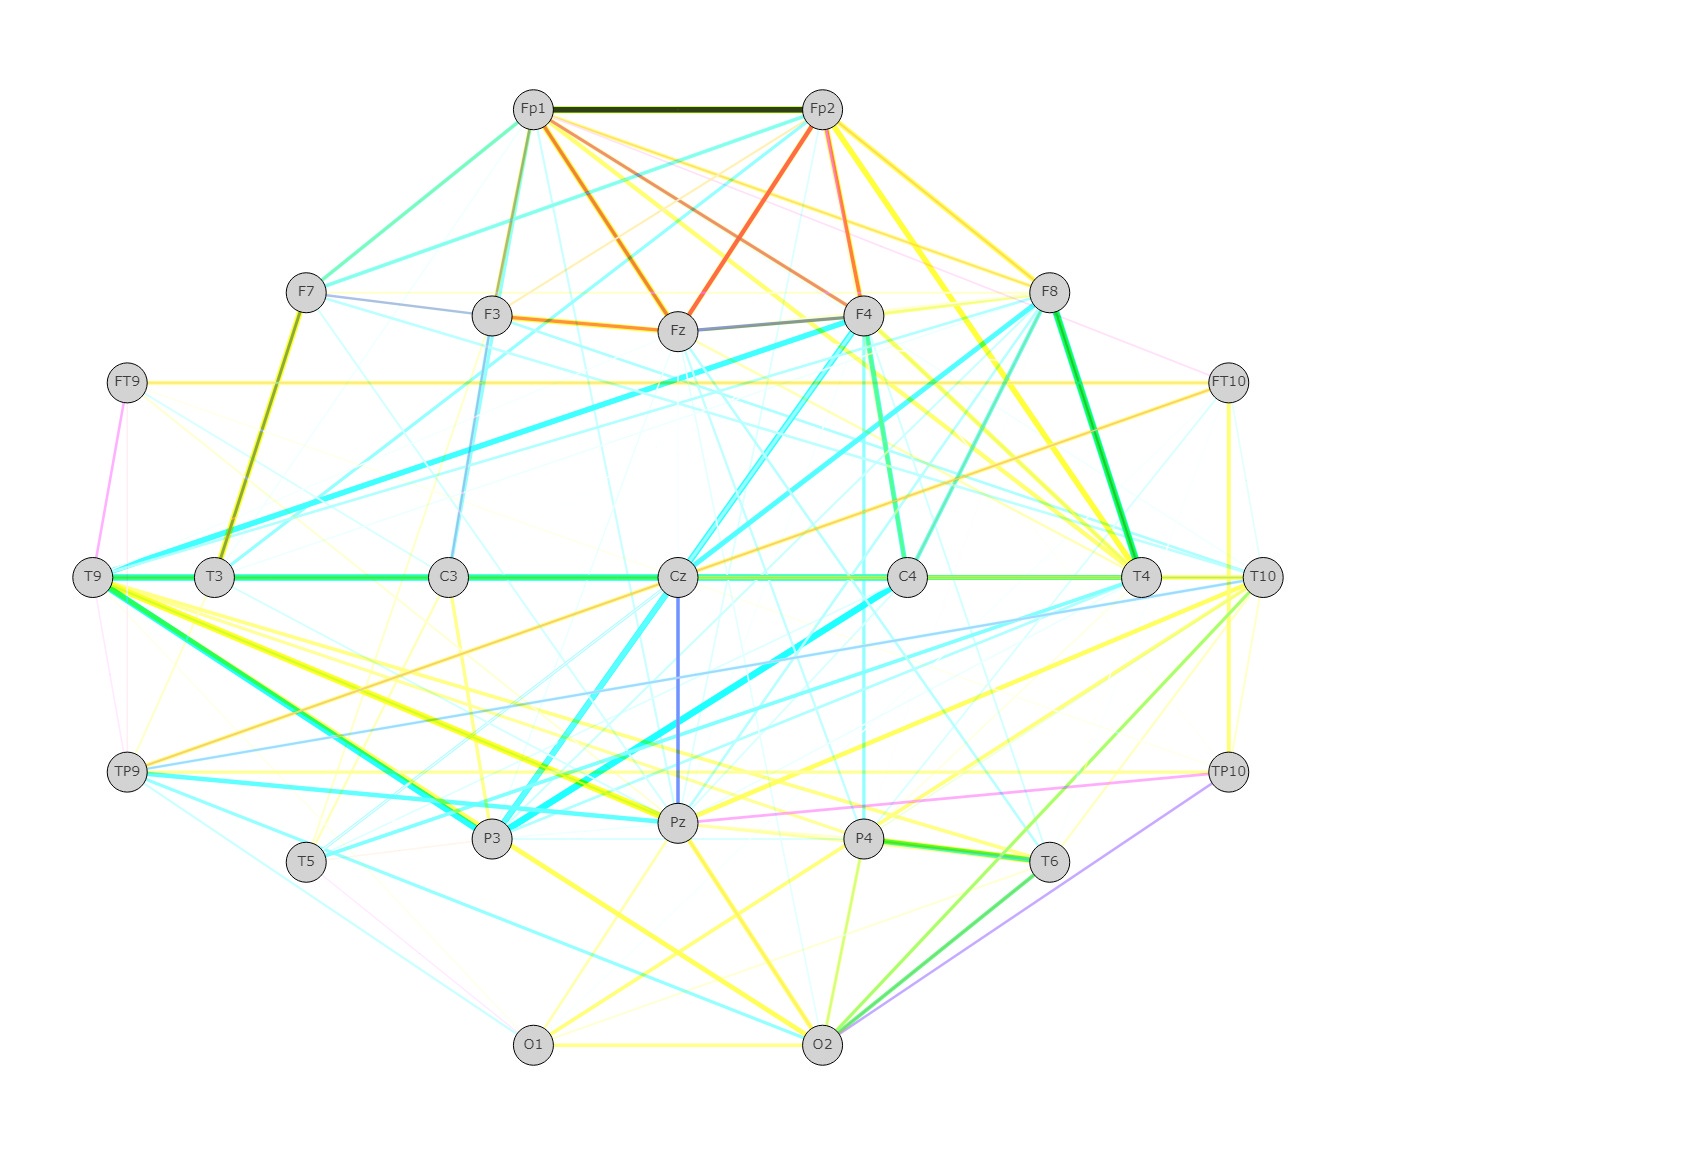 Fp1 Fp2
F7 F3 Fz F4 F8
FT9 FT10
T9 T3 C3 Cz C4 T4 T10
TP9 TP10
T5 P3 Pz P4 T6
O1 O2